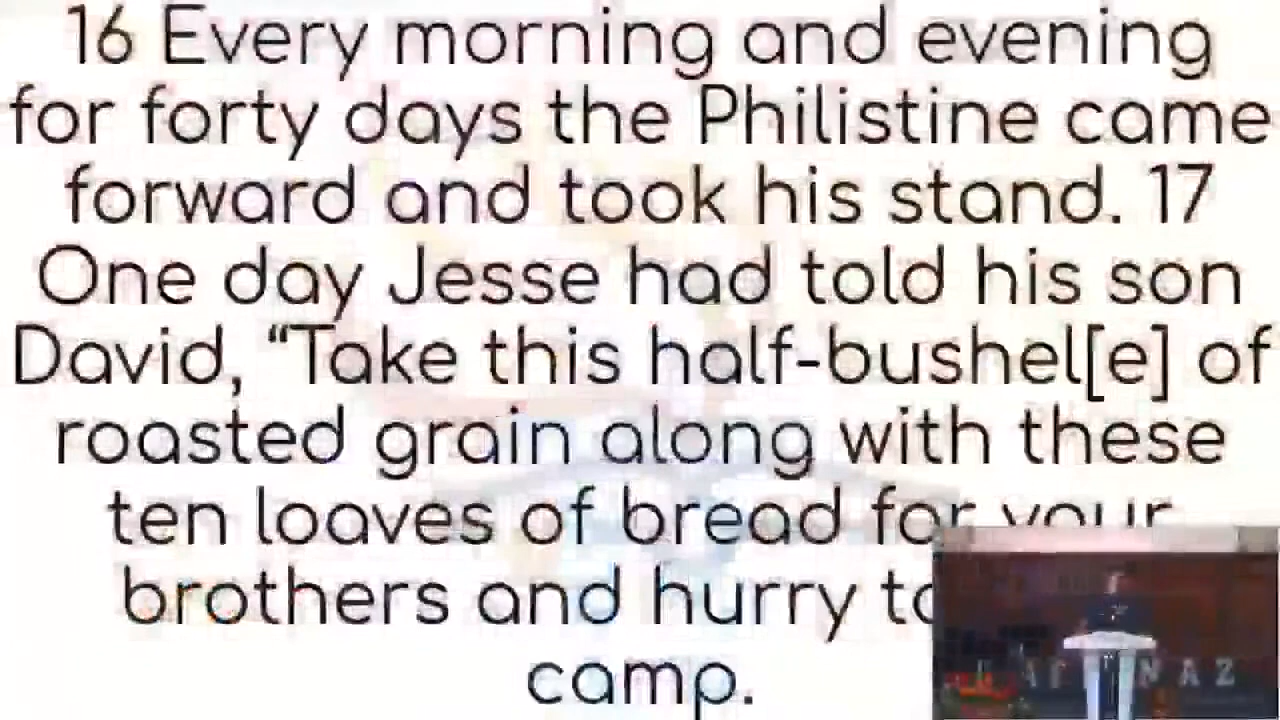 16 Every morning and evening
for forty days the Philistine came
forward and took his stand. 17
One day Jesse had told his son
David, “Take this half-bushel[e] of
roasted grain along with these
ten loaves of bread for your
brothers and hurry
camp.